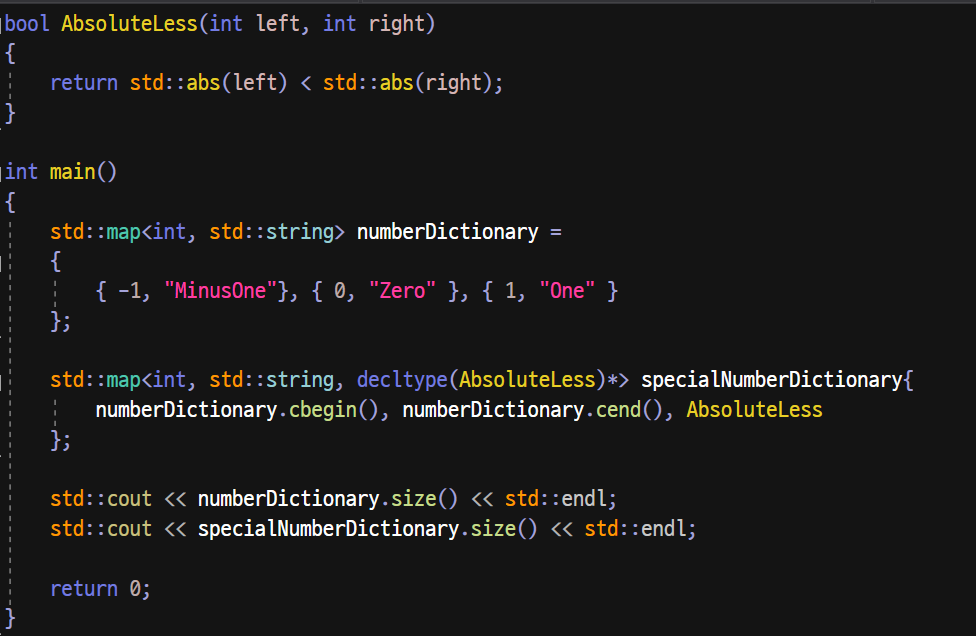 bool AbsoluteLess(int left, int right)
{
    return std::abs(left) < std::abs(right);
}

int main()
{
    std::map<int, std::string> numberDictionary =
    {
        { -1, "MinusOne"}, { 0, "Zero" }, { 1, "One" }
    };

    std::map<int, std::string, decltype(AbsoluteLess)*> specialNumberDictionary{
        numberDictionary.cbegin(), numberDictionary.cend(), AbsoluteLess
    };

    std::cout << numberDictionary.size() << std::endl;
    std::cout << specialNumberDictionary.size() << std::endl;

    return 0;
}